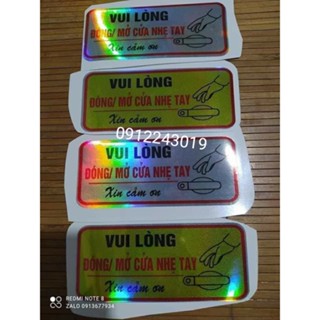 VUI LÒNG
ĐÓNG/ MỞ CỬA NHẸ TAY
Xin cảm ơn
VUI LÒNG
ĐÓNG/ MỞ CỬA NHẸ TAY
Xin cảm ơn
0912243019
VUI LÒNG
ĐÓNG/ MỞ CỬA NHẸ TAY
Xin cảm ơn
VUI LÒNG
ĐÓNG/ MỞ CỬA NHẸ TAY
Xin cảm ơn
REDMI NOTE 8
ZALO 0913677934